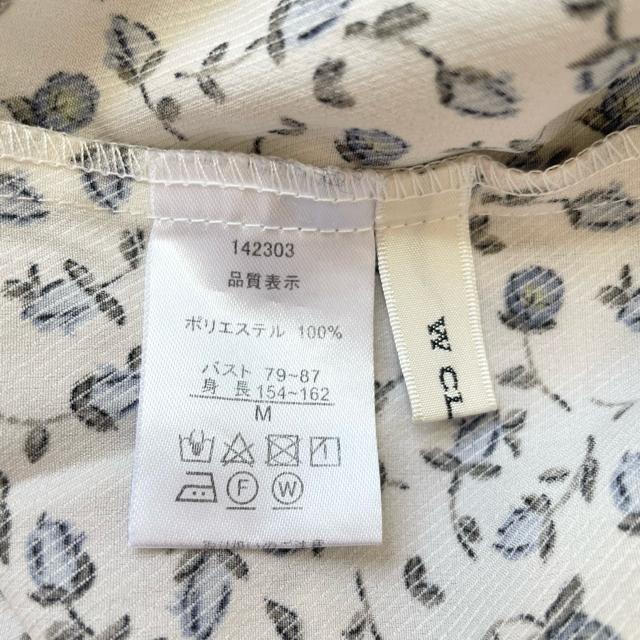 142303
品質表示
ポリエステル 100%
バスト 79~87
身 長 154~162
M
F W
W CL